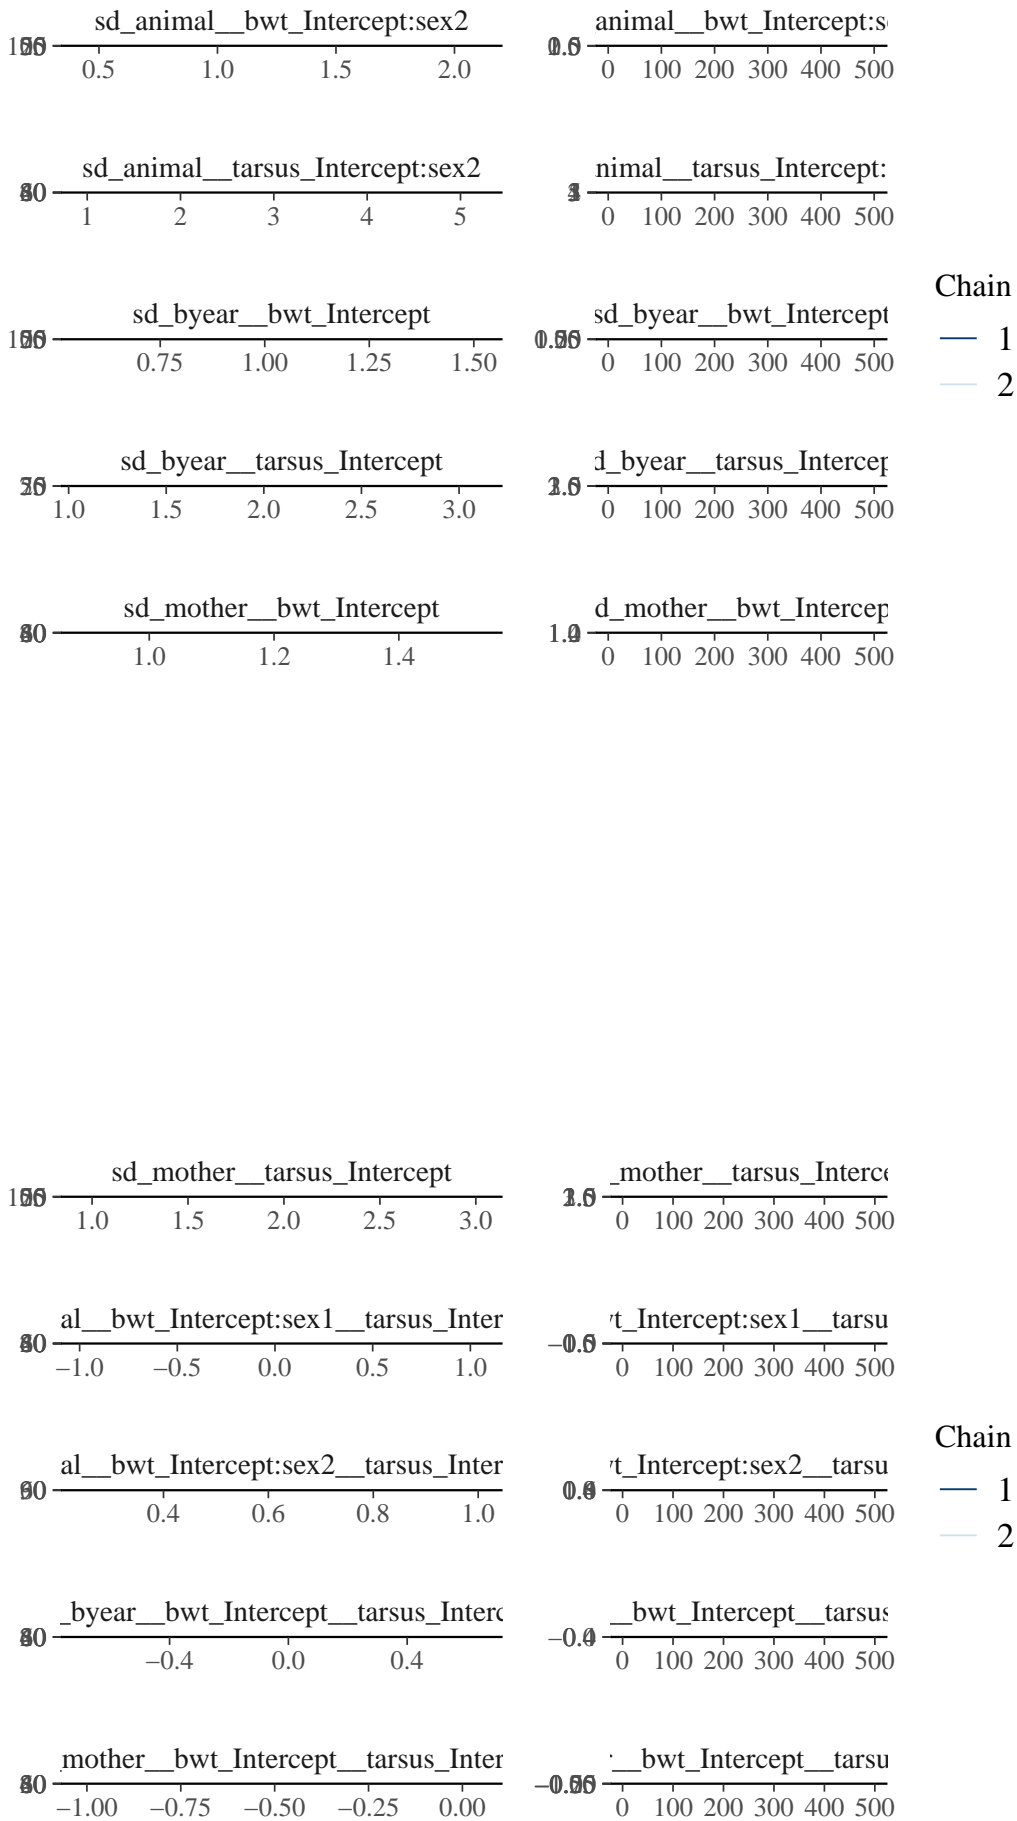 sd_animal__bwt_Intercept:sex2 animal__bwt_Intercept:s
0.5 1.0 1.5 2.0 0 100 200 300 400 500
sd_animal__tarsus_Intercept:sex2 nimal__tarsus_Intercept:
1 2 3 4 5 0 100 200 300 400 500
Chain
sd_byear__bwt_Intercept sd_byear__bwt_Intercept
1
0.75 1.00 1.25 1.50 0 100 200 300 400 500
2
sd_byear__tarsus_Intercept d_byear__tarsus_Intercep
1.0 1.5 2.0 2.5 3.0 0 100 200 300 400 500
sd_mother__bwt_Intercept d_mother__bwt_Intercep
1.0 1.2 1.4 0 100 200 300 400 500
sd_mother__tarsus_Intercept _mother__tarsus_Interce
1.0 1.5 2.0 2.5 3.0 0 100 200 300 400 500
al__bwt_Intercept:sex1__tarsus_Inter t_Intercept:sex1__tarsu
−1.0 −0.5 0.0 0.5 1.0 0 100 200 300 400 500
Chain
al__bwt_Intercept:sex2__tarsus_Inter t_Intercept:sex2__tarsu
1
0.4 0.6 0.8 1.0 0 100 200 300 400 500
2
_byear__bwt_Intercept__tarsus_Interc __bwt_Intercept__tarsus
−0.4 0.0 0.4 0 100 200 300 400 500
mother__bwt_Intercept__tarsus_Inter __bwt_Intercept__tarsu
−1.00 −0.75 −0.50 −0.25 0.00 0 100 200 300 400 500